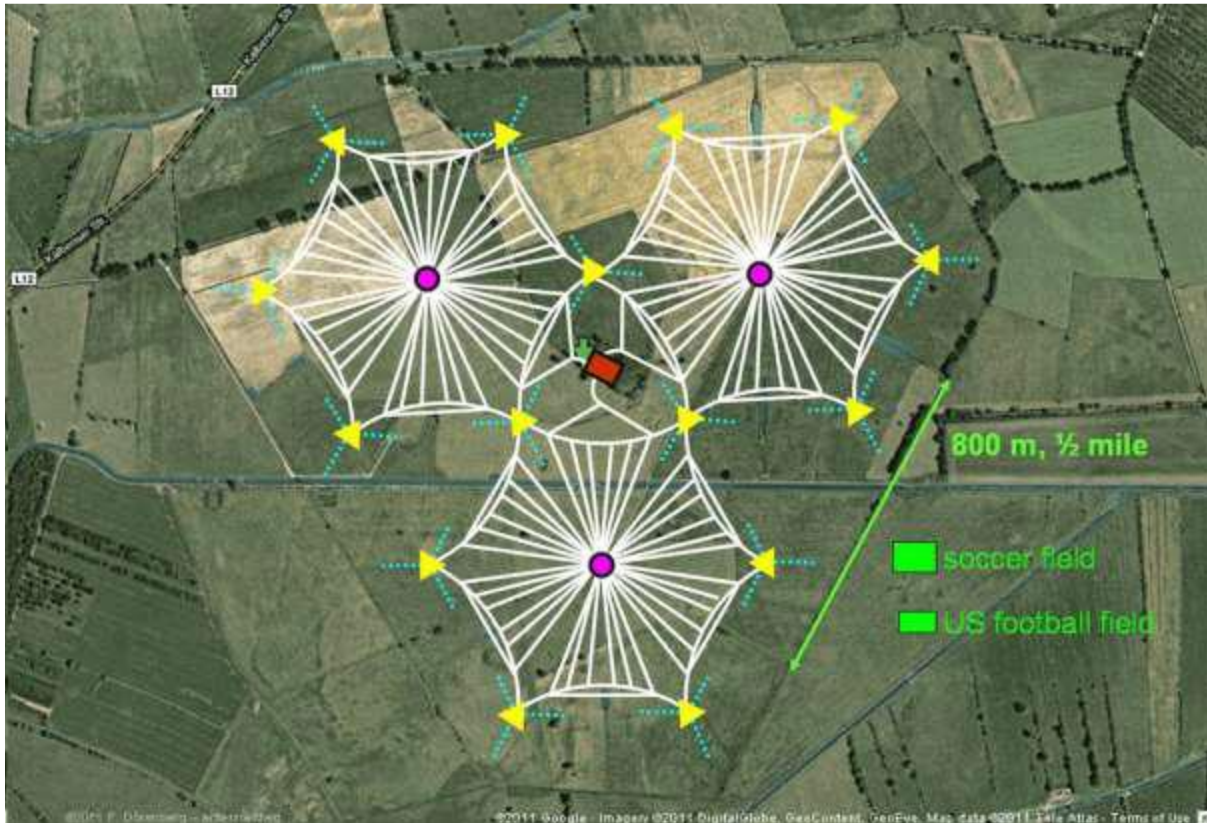 L12
L12
800 m, ½ mile
soccer field
US football field
©2011 Google - Imagery ©2011 DigitalGlobe, GeoContent, GeoEye, Map data ©2011 Tele Atlas - Terms of Use